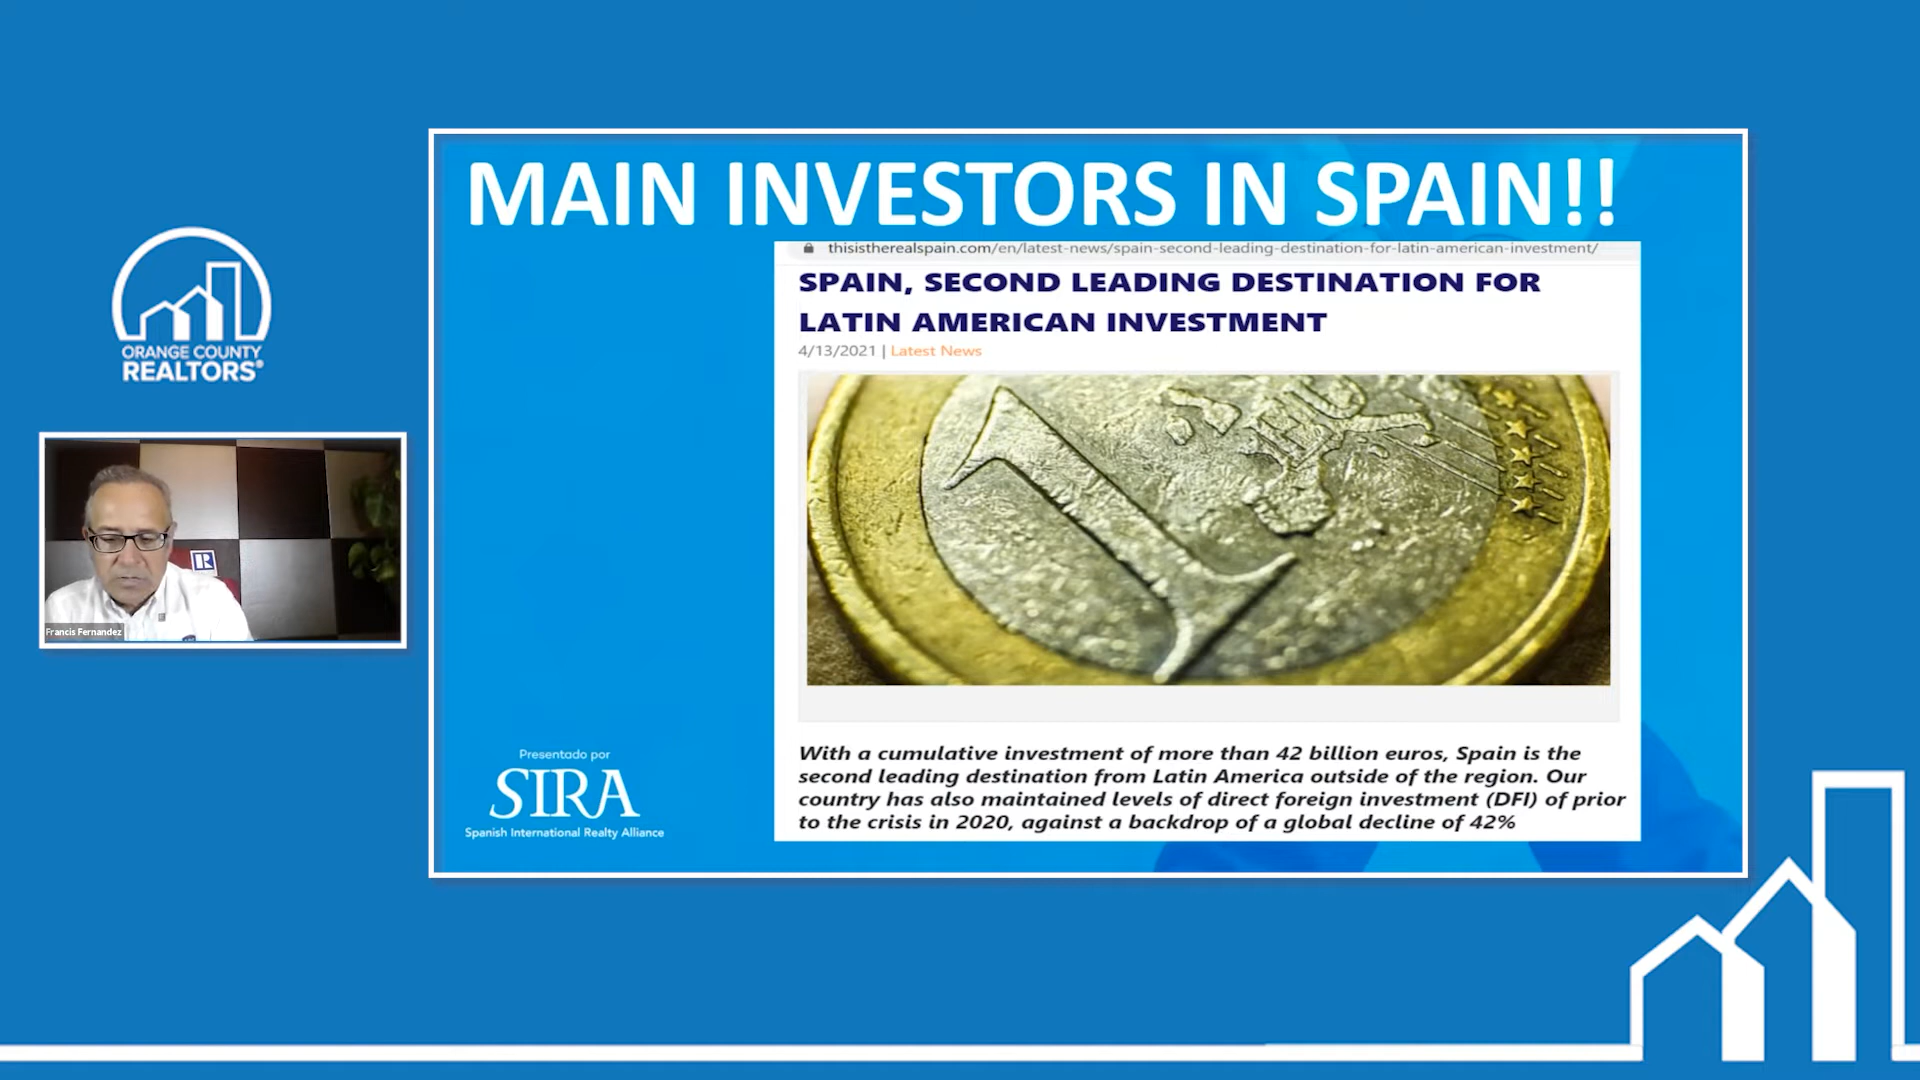 MAIN INVESTORS IN SPAIN!!
thisistherealspain.com/en/latest-news/spain-second-leading-destination-for-latin-american-investment/
SPAIN, SECOND LEADING DESTINATION FOR
LATIN AMERICAN INVESTMENT
4/13/2021 | Latest News
1
With a cumulative investment of more than 42 billion euros, Spain is the
second leading destination from Latin America outside of the region. Our
country has also maintained levels of direct foreign investment (DFI) of prior
to the crisis in 2020, against a backdrop of a global decline of 42%
Presentado por
SIRA
Spanish International Realty Alliance
ORANGE COUNTY
REALTORS®
R
Francis Fernandez